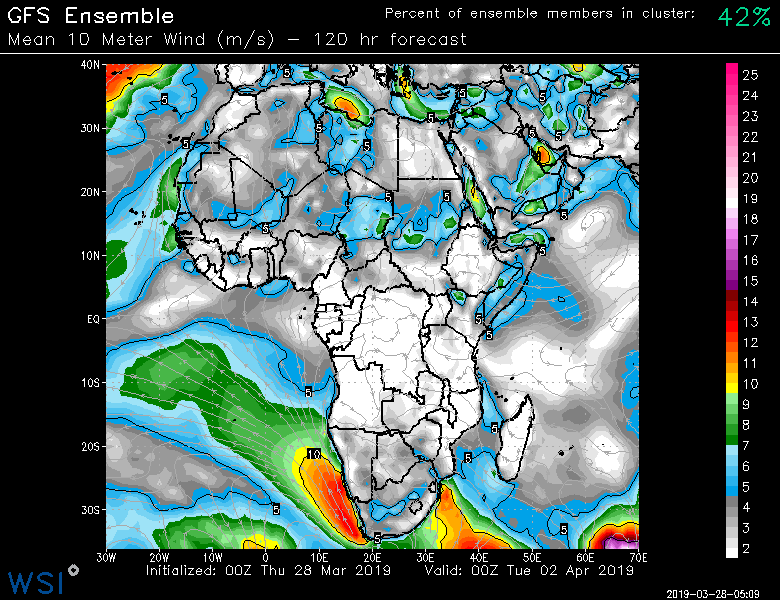 GFS Ensemble
Percent of ensemble members in cluster: 42%
Mean 10 Meter Wind (m/s) – 120 hr forecast
40N
30N
20N
10N
EQ
10S
20S
30S
30W 20W 10W 0 10E 20E 30E 40E 50E 60E 70E
25
24
23
22
21
20
19
18
17
16
15
14
13
12
11
10
9
8
7
6
5
4
3
2
5 5 5 5 5
5 5 5 5 5
5 5 5 5 5
5 5 5
5
5 5
10 5
5 5 5
Initialized: 00Z Thu 28 Mar 2019 Valid: 00Z Tue 02 Apr 2019
WSI
2019-03-28-05:09